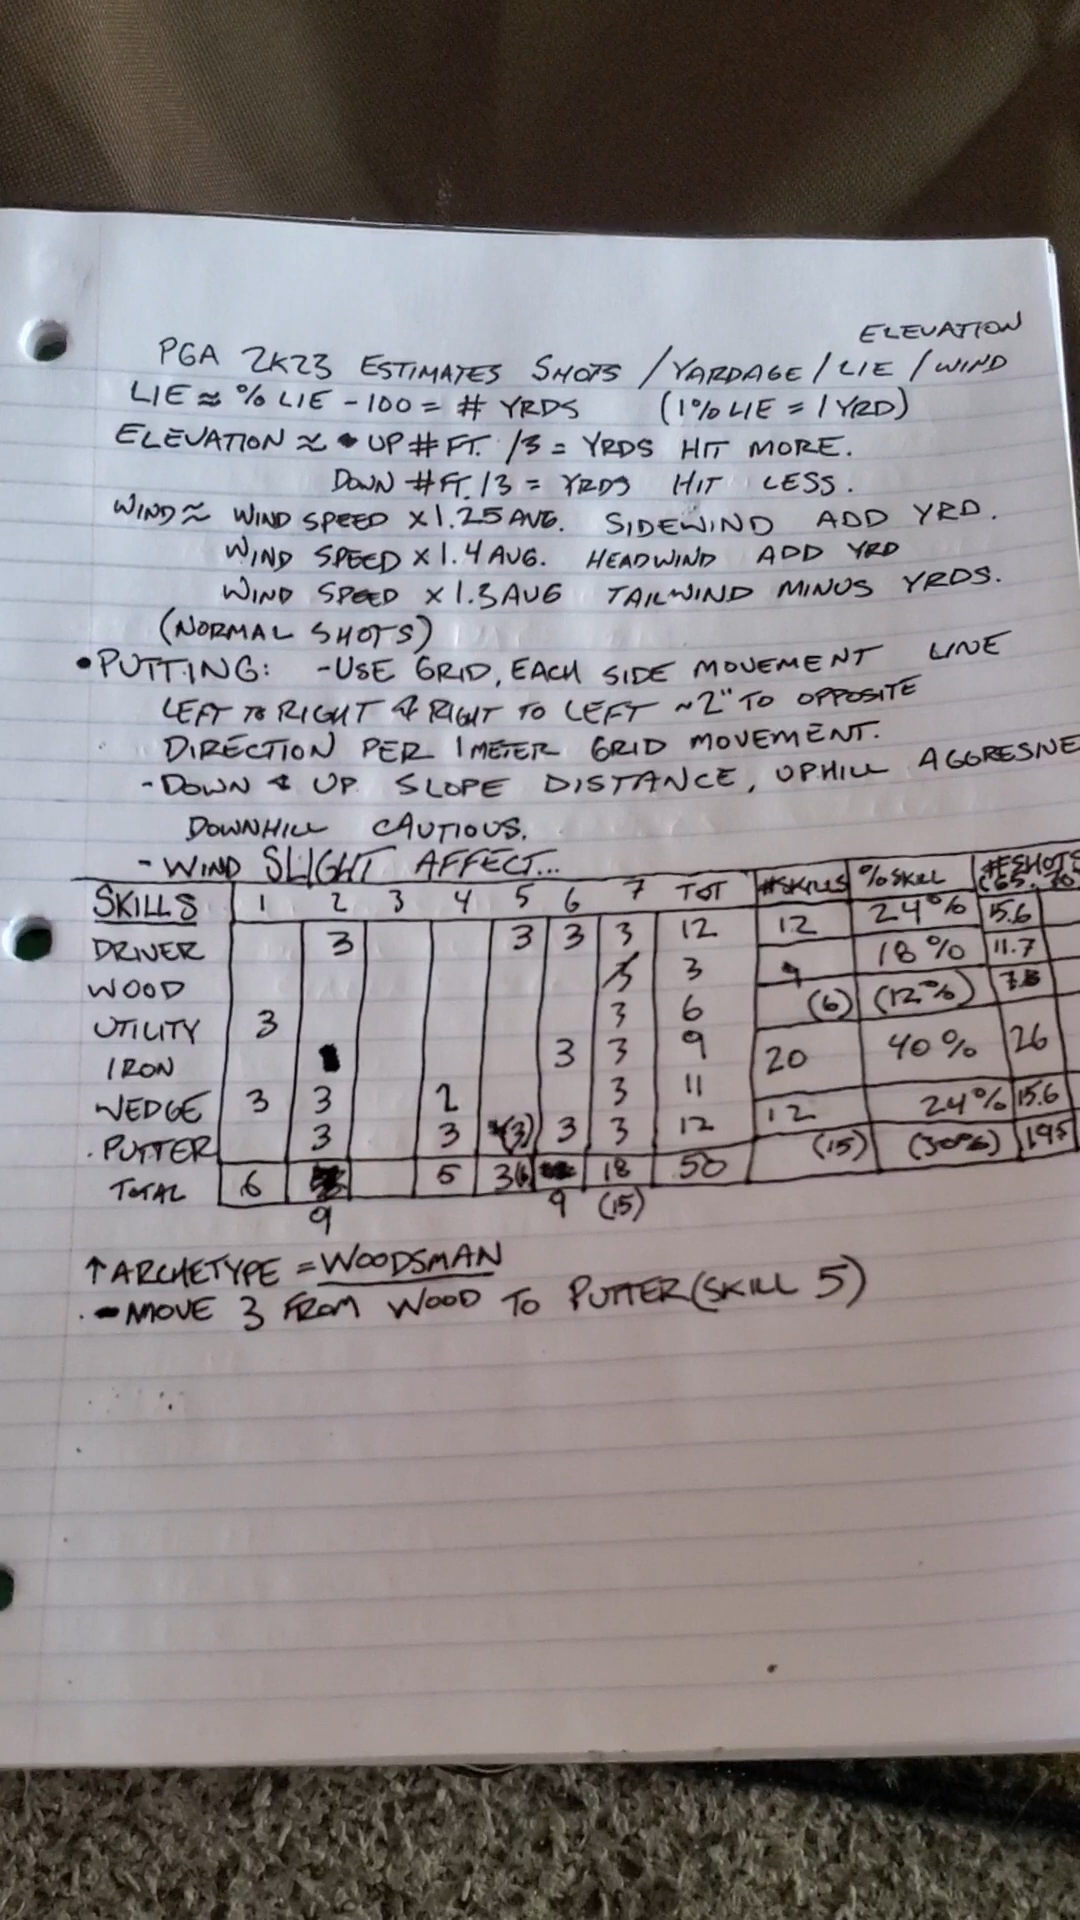 ELEVATION
PGA 2K23 ESTIMATES SHOTS / YARDAGE / LIE / WIND
LIE ≈ % LIE - 100 = # YRDS (1% LIE = 1 YRD)
ELEVATION ≈ UP # FT. /3 = YRDS HIT MORE.
DOWN # FT. /3 = YRDS HIT LESS.
WIND ≈ WIND SPEED X 1.25 AVG. SIDEWIND ADD YRD.
WIND SPEED X 1.4 AVG. HEADWIND ADD YRD
WIND SPEED X 1.3 AVG TAILWIND MINUS YRDS.
(NORMAL SHOTS)
• PUTTING: - USE GRID, EACH SIDE MOVEMENT LINE
LEFT TO RIGHT & RIGHT TO LEFT ~2" TO OPPOSITE
DIRECTION PER 1 METER GRID MOVEMENT.
- DOWN & UP SLOPE DISTANCE, UPHILL AGGRESIVE
DOWNHILL CAUTIOUS.
- WIND SLIGHT AFFECT...
SKILLS 1 2 3 4 5 6 7 TOT #SKILLS %SKILL #SHOTS
DRIVER 3 3 3 3 12 12 24% 15.6
WOOD 3 3 9 18% 11.7
UTILITY 3 3 6 (6) (12%)
IRON 3 3 9 20 40% 26
WEDGE 3 3 2 3 11 12 24% 15.6
PUTTER 3 3 (3) 3 3 12 (15) (30%) 19.5
TOTAL 6 5 3 18 50
9 9 (15)
↑ ARCHETYPE = WOODSMAN
- MOVE 3 FROM WOOD TO PUTTER (SKILL 5)